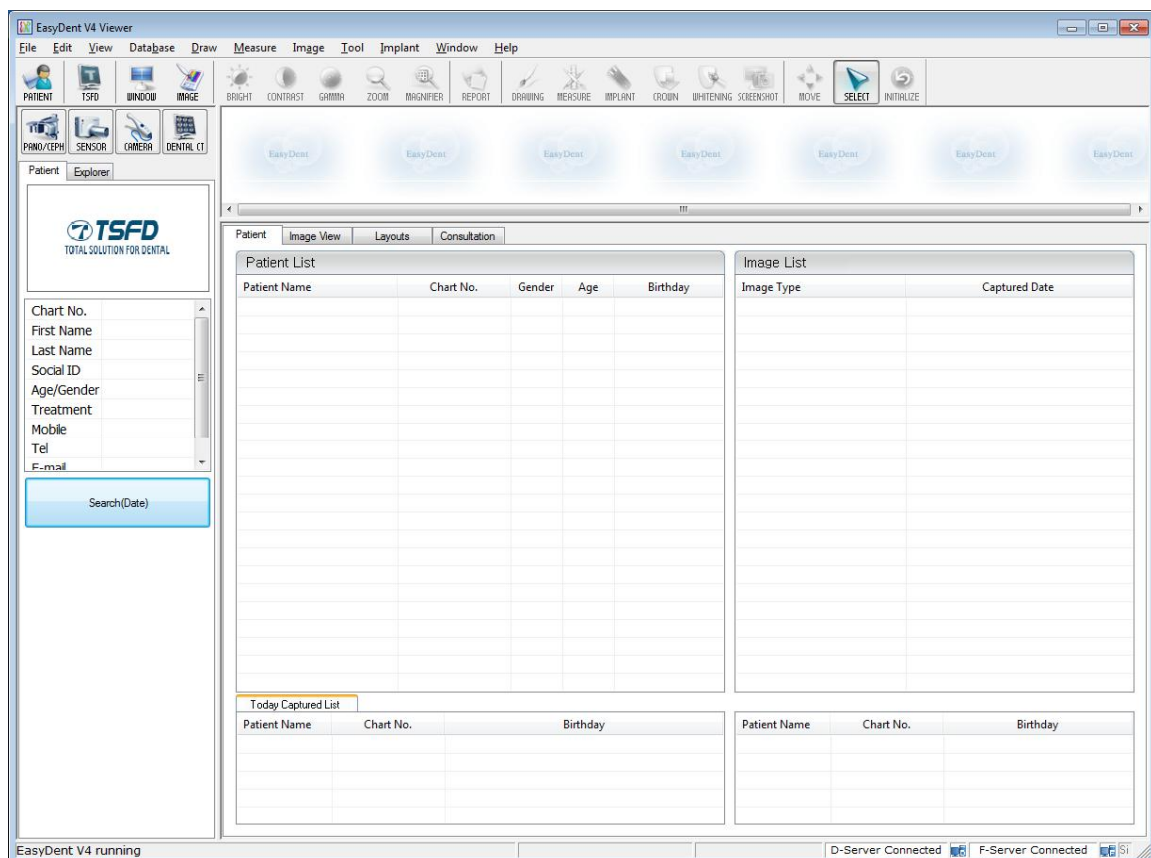 EasyDent V4 Viewer
File Edit View Database Draw Measure Image Tool Implant Window Help
PATIENT TSFD WINDOW IMAGE BRIGHT CONTRAST GAMMA ZOOM MAGNIFIER REPORT DRAWING MEASURE IMPLANT CROWN WHITENING SCREENSHOT MOVE SELECT INITIALIZE
PANO/CEPH SENSOR CAMERA DENTAL CT
EasyDent EasyDent EasyDent EasyDent EasyDent EasyDent EasyDent
Patient Explorer
TSFD
TOTAL SOLUTION FOR DENTAL
Chart No.
First Name
Last Name
Social ID
Age/Gender
Treatment
Mobile
Tel
E-mail
Search(Date)
Patient Image View Layouts Consultation
Patient List
Patient Name Chart No. Gender Age Birthday
Image List
Image Type Captured Date
Today Captured List
Patient Name Chart No. Birthday
Patient Name Chart No. Birthday
EasyDent V4 running D-Server Connected F-Server Connected Si